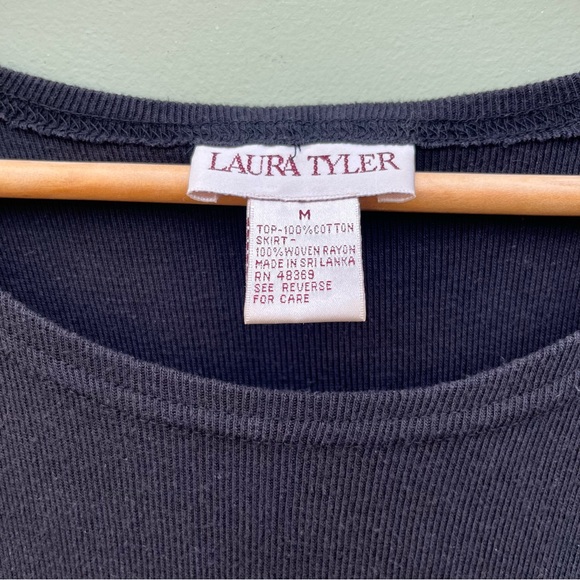 LAURA TYLER
M
TOP-100%COTTON
SKIRT-
100%WOVEN RAYON
MADE IN SRI LANKA
RN 48369
SEE REVERSE
FOR CARE